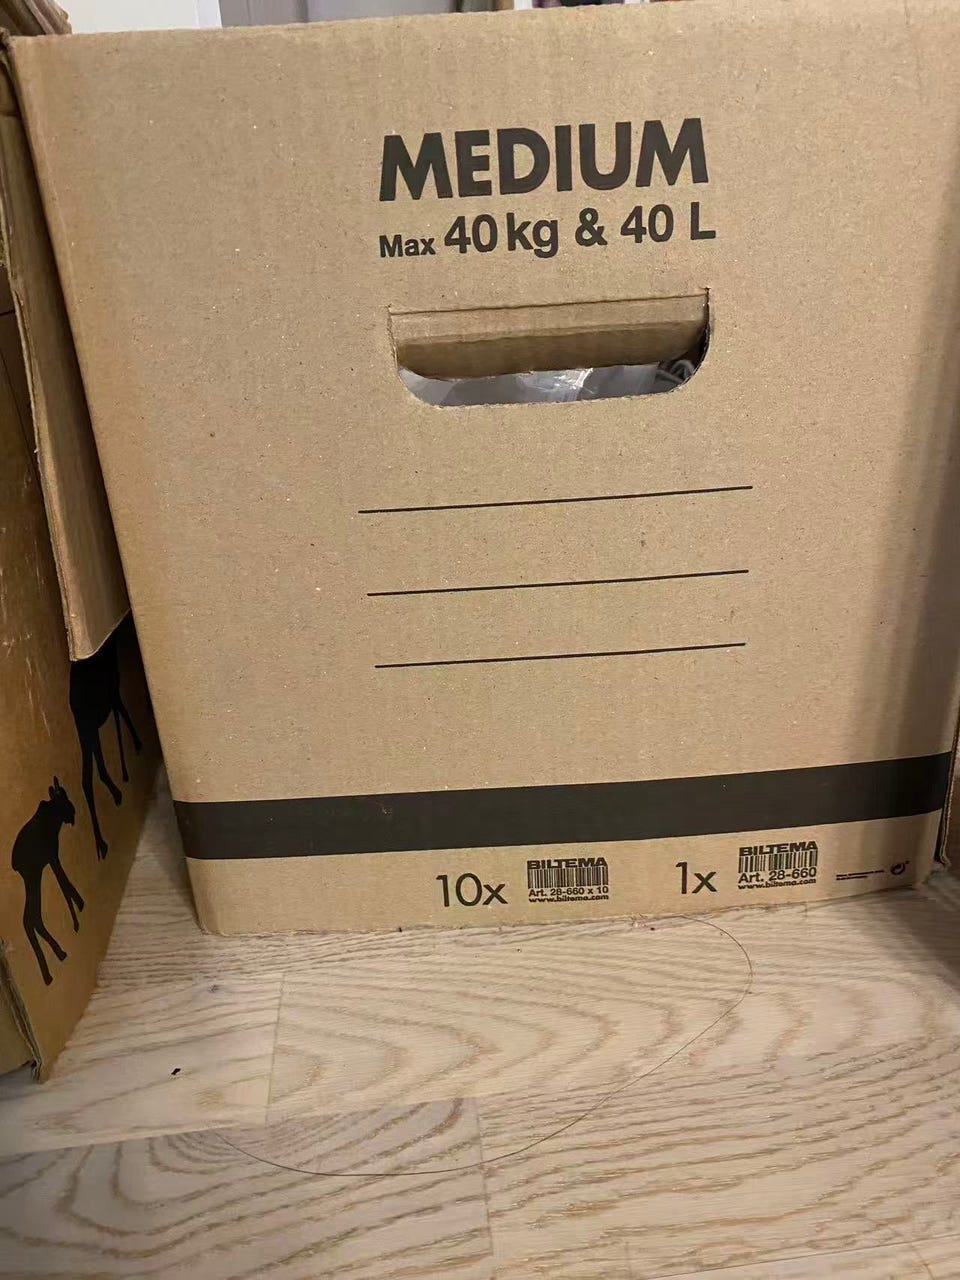 MEDIUM
Max 40 kg & 40 L
10x
BILTEMA
Art. 28-660 x 10
www.biltema.com
1x
BILTEMA
Art. 28-660
www.biltema.com